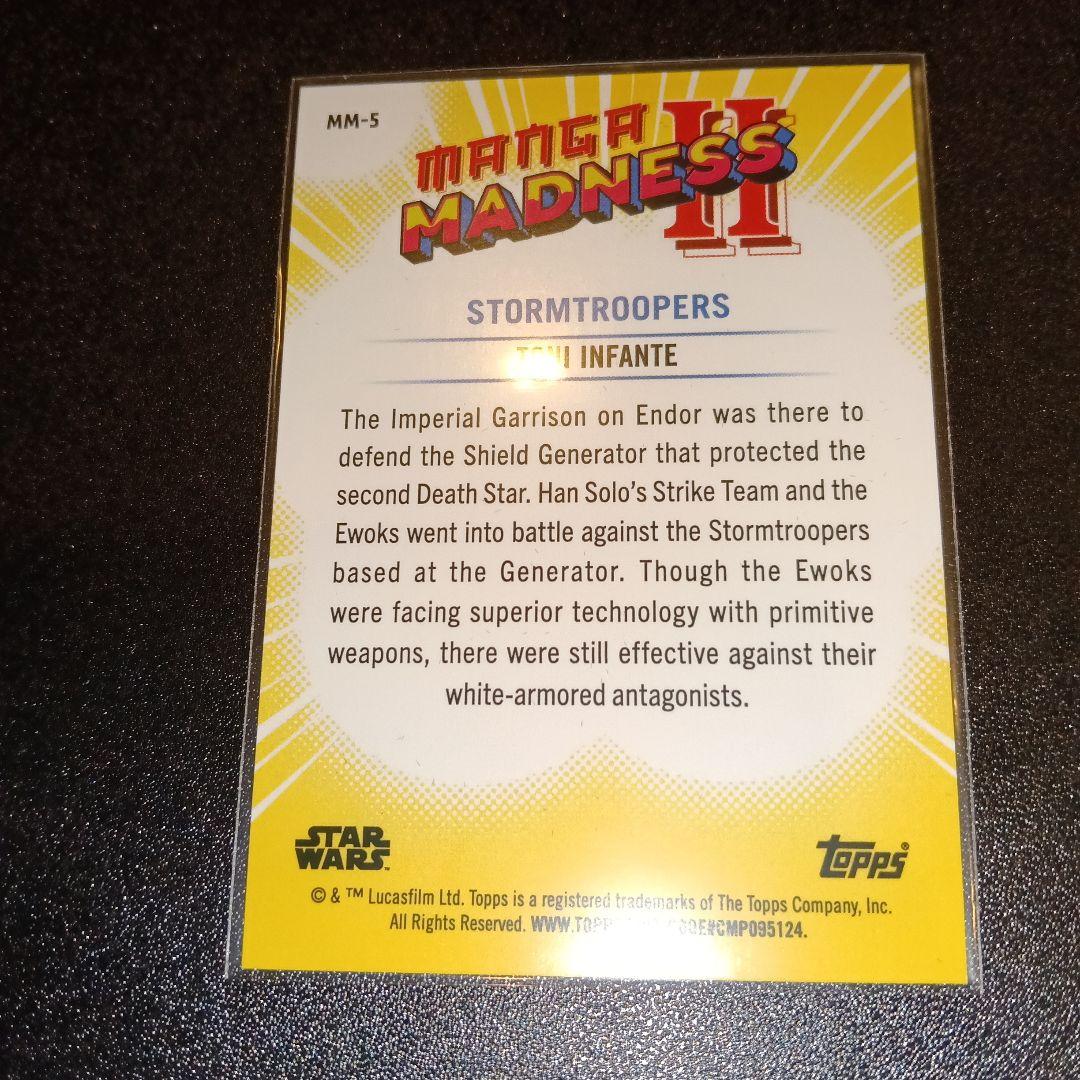 MM-5
MANGA II
MADNESS
STORMTROOPERS
TONI INFANTE
The Imperial Garrison on Endor was there to
defend the Shield Generator that protected the
second Death Star. Han Solo's Strike Team and the
Ewoks went into battle against the Stormtroopers
based at the Generator. Though the Ewoks
were facing superior technology with primitive
weapons, there were still effective against their
white-armored antagonists.
STAR
WARS™
topps®
© & ™ Lucasfilm Ltd. Topps is a registered trademarks of The Topps Company, Inc.
All Rights Reserved.